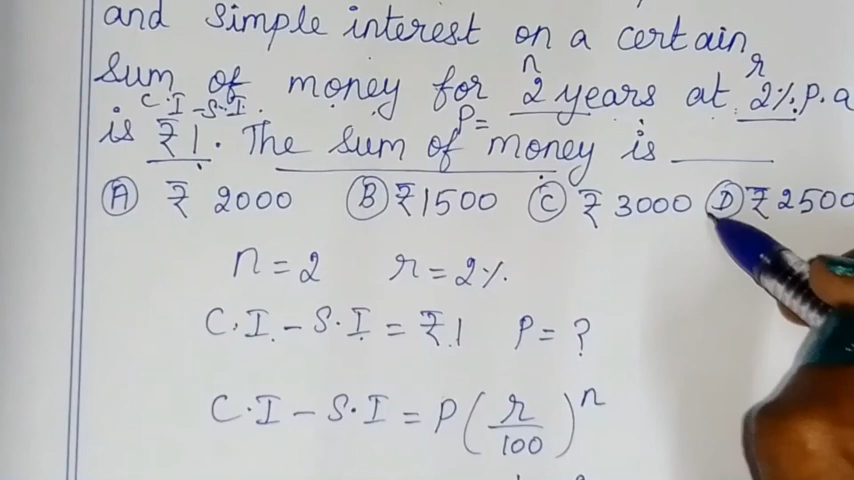 and simple interest on a certain
n r
sum of money for 2 years at 2% p.a
C.I - S.I. P=
is ₹1. The sum of money is ______
(A) ₹ 2000 (B) ₹1500 (C) ₹ 3000 (D) ₹2500
n = 2 r = 2%
C.I. - S.I = ₹1 P = ?
C.I - S.I = P(r/100)^n